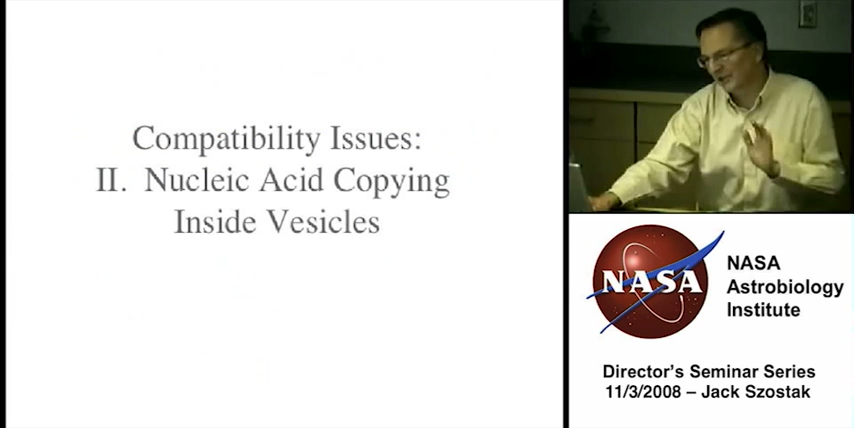 Compatibility Issues:
II. Nucleic Acid Copying
Inside Vesicles
NASA
NASA
Astrobiology
Institute
Director's Seminar Series
11/3/2008 – Jack Szostak